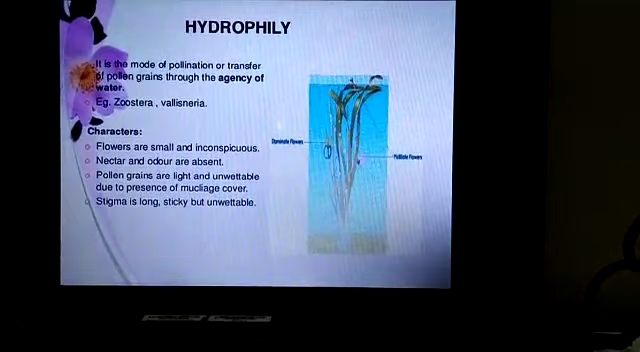 HYDROPHILY
It is the mode of pollination or transfer
of pollen grains through the agency of
water.
Eg. Zoostera , vallisneria.
Characters:
Flowers are small and inconspicuous.
Nectar and odour are absent.
Pollen grains are light and unwettable
due to presence of mucliage cover.
Stigma is long, sticky but unwettable.
Staminate Flowers
Pistillate Flowers